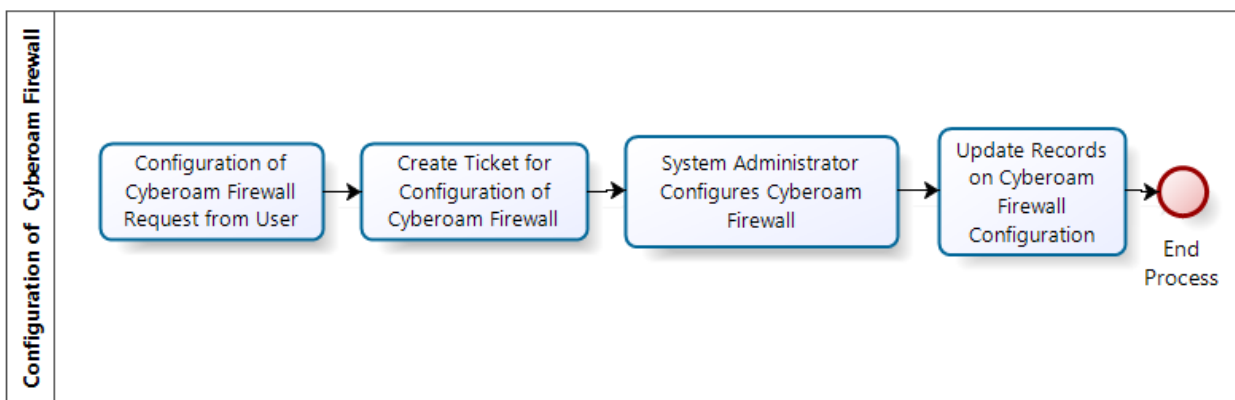 Configuration of  Cyberoam Firewall
Configuration of
Cyberoam Firewall
Request from User
Create Ticket for
Configuration of
Cyberoam Firewall
System Administrator
Configures Cyberoam
Firewall
Update Records
on Cyberoam
Firewall
Configuration
End
Process